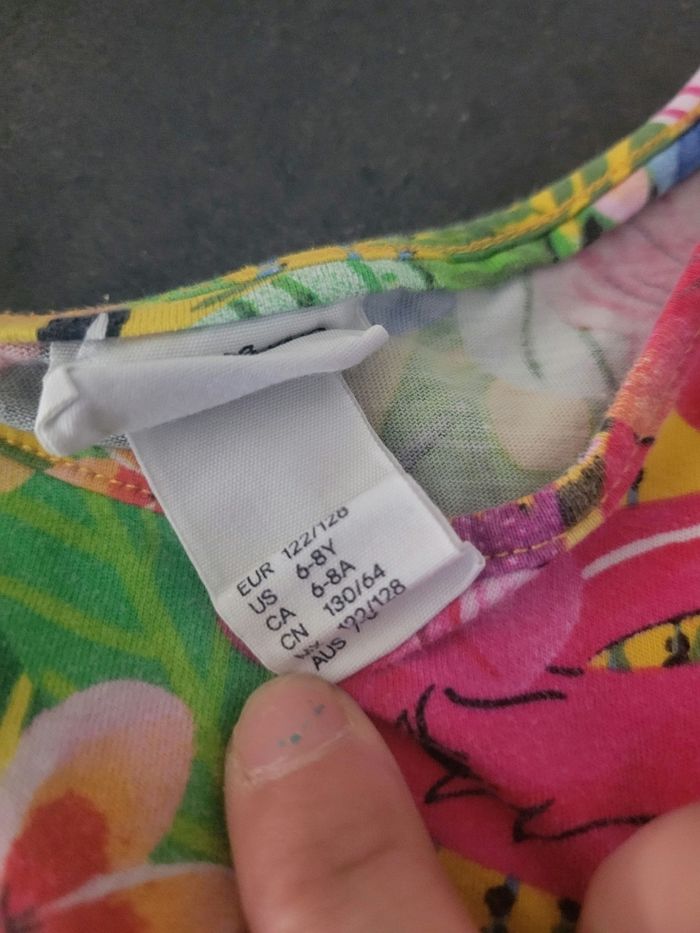 EUR 122/128
US 6-8Y
CA 6-8A
CN 130/64
122/128
AUS